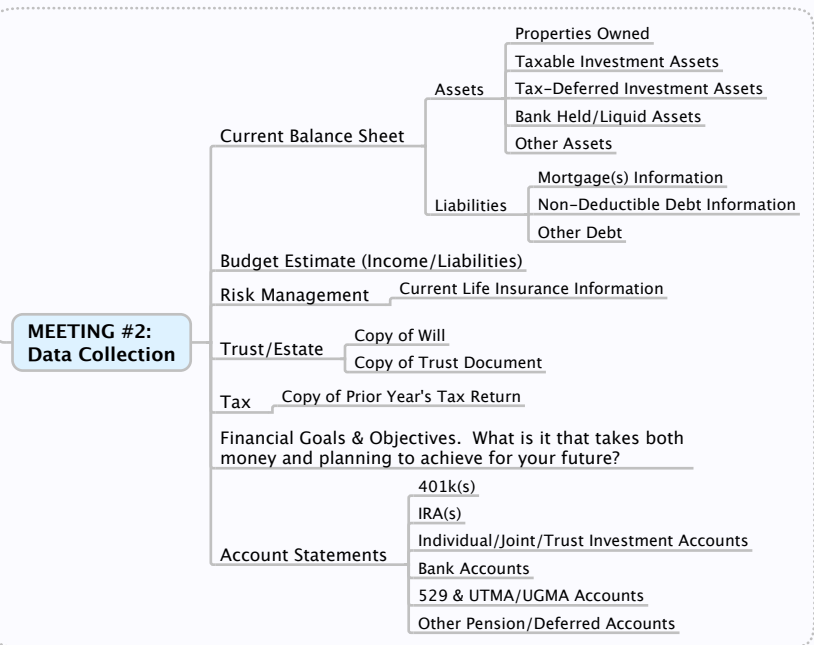 MEETING #2:
Data Collection
Current Balance Sheet
Assets
Properties Owned
Taxable Investment Assets
Tax-Deferred Investment Assets
Bank Held/Liquid Assets
Other Assets
Liabilities
Mortgage(s) Information
Non-Deductible Debt Information
Other Debt
Budget Estimate (Income/Liabilities)
Risk Management
Current Life Insurance Information
Trust/Estate
Copy of Will
Copy of Trust Document
Tax
Copy of Prior Year's Tax Return
Financial Goals & Objectives.  What is it that takes both
money and planning to achieve for your future?
Account Statements
401k(s)
IRA(s)
Individual/Joint/Trust Investment Accounts
Bank Accounts
529 & UTMA/UGMA Accounts
Other Pension/Deferred Accounts